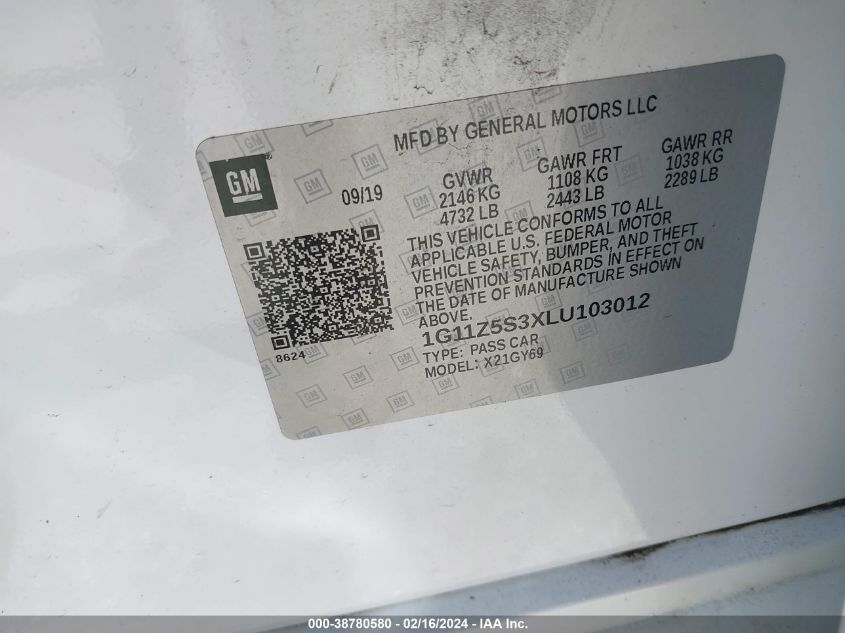 MFD BY GENERAL MOTORS LLC
GM
09/19
GVWR
2146 KG
4732 LB
GAWR FRT
1108 KG
2443 LB
GAWR RR
1038 KG
2289 LB
THIS VEHICLE CONFORMS TO ALL
APPLICABLE U.S. FEDERAL MOTOR
VEHICLE SAFETY, BUMPER, AND THEFT
PREVENTION STANDARDS IN EFFECT ON
THE DATE OF MANUFACTURE SHOWN
ABOVE.
8624
1G11Z5S3XLU103012
TYPE: PASS CAR
MODEL: X21GY69
000-38780580 - 02/16/2024 - IAA Inc.